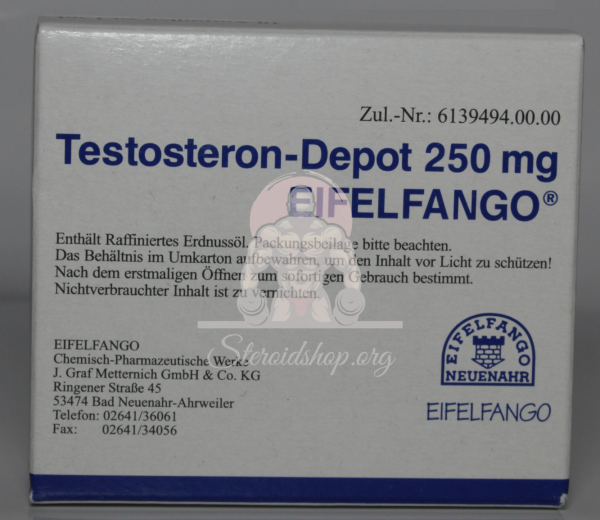 Zul.-Nr.: 6139494.00.00
Testosteron-Depot 250 mg
EIFELFANGO®
Enthält Raffiniertes Erdnussöl. Packungsbeilage bitte beachten.
Das Behältnis im Umkarton aufbewahren, um den Inhalt vor Licht zu schützen!
Nach dem erstmaligen Öffnen zum sofortigen Gebrauch bestimmt.
Nichtverbrauchter Inhalt ist zu vernichten.
Steroidshop.org
EIFELFANGO
Chemisch-Pharmazeutische Werke
J. Graf Metternich GmbH & Co. KG
Ringener Straße 45
53474 Bad Neuenahr-Ahrweiler
Telefon: 02641/36061
Fax: 02641/34056
EIFELFANGO
NEUENAHR
EIFELFANGO